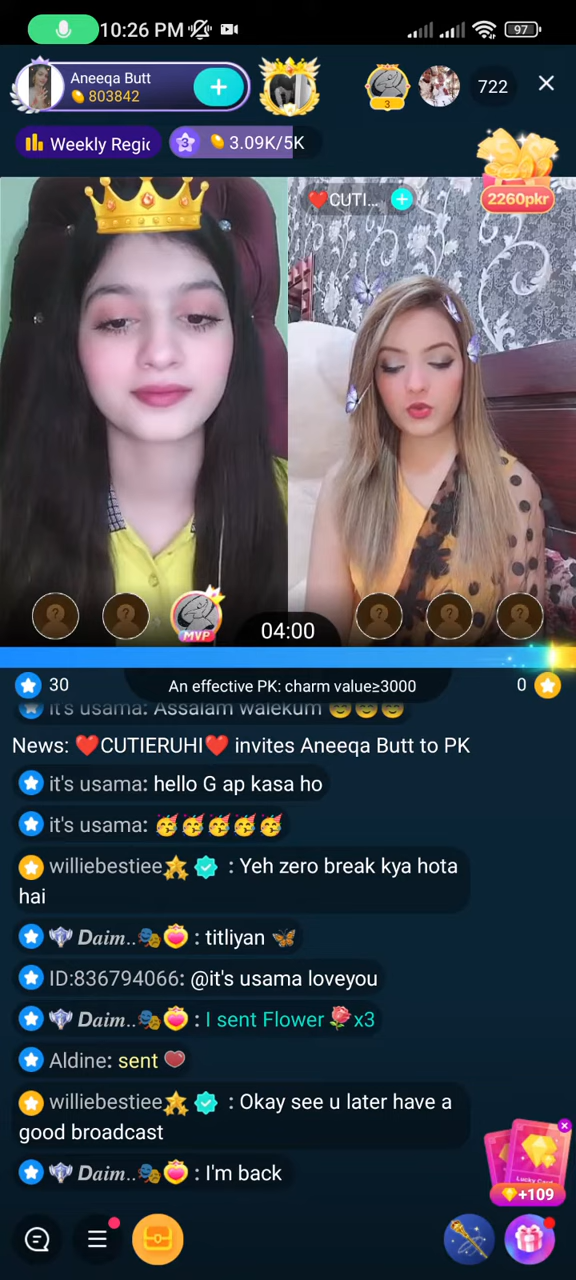 10:26 PM
97
Aneeqa Butt
803842
3
722
Weekly Regi
3
3.09K/5K
2260pkr
❤️CUTI...
MVP
04:00
30
An effective PK: charm value≥3000
0
it's usama: Assalam walekum 😊😊😊
News: ❤️CUTIERUHI❤️ invites Aneeqa Butt to PK
it's usama: hello G ap kasa ho
it's usama: 🥳🥳🥳🥳🥳
williebestiee⭐ : Yeh zero break kya hota
hai
Daim..🎭 : titliyan 🦋
ID:836794066: @it's usama loveyou
Daim..🎭 : I sent Flower 🌹x3
Aldine: sent ❤️
williebestiee⭐ : Okay see u later have a
good broadcast
Daim..🎭 : I'm back
Lucky Card
+109